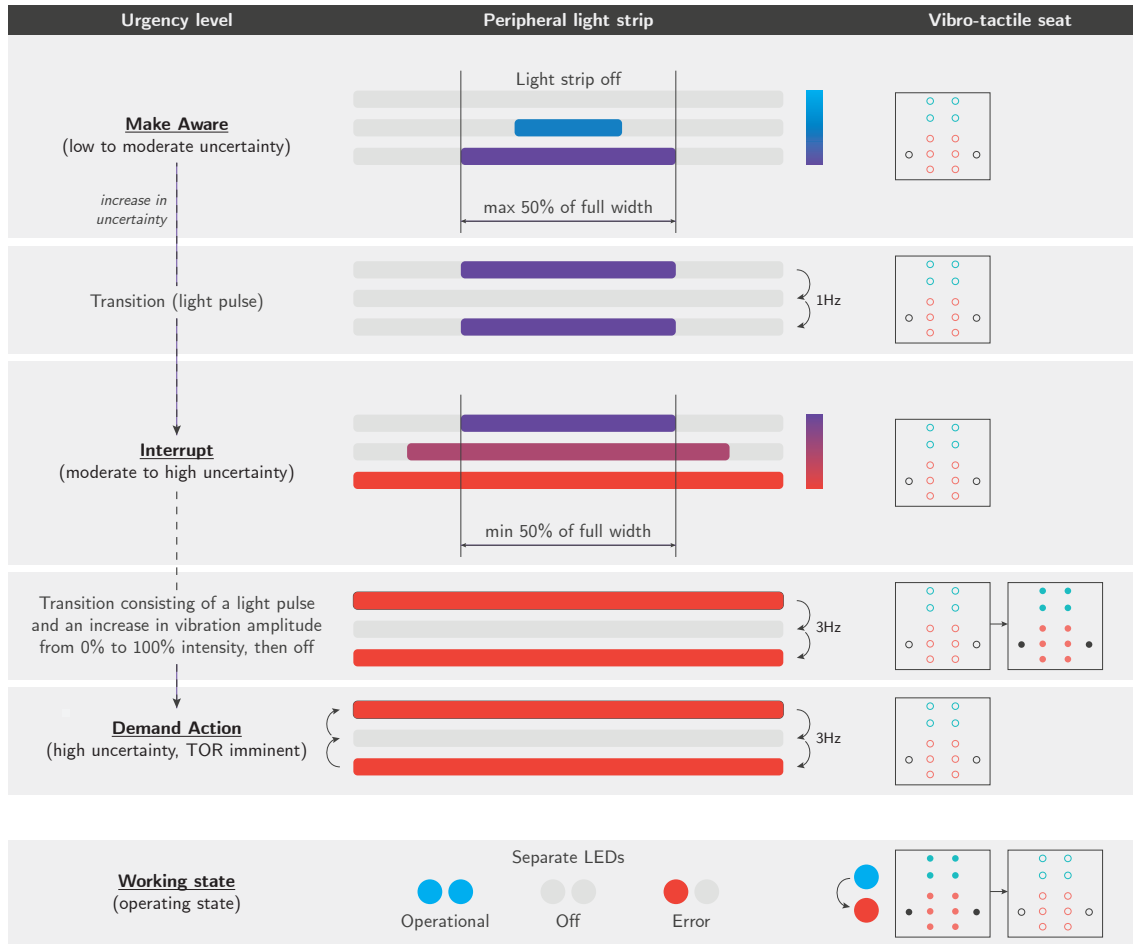 Urgency level
Peripheral light strip
Vibro-tactile seat
Light strip off
Make Aware
(low to moderate uncertainty)
increase in
uncertainty
max 50% of full width
Transition (light pulse)
1Hz
Interrupt
(moderate to high uncertainty)
min 50% of full width
Transition consisting of a light pulse
and an increase in vibration amplitude
from 0% to 100% intensity, then off
3Hz
Demand Action
(high uncertainty, TOR imminent)
3Hz
Working state
(operating state)
Separate LEDs
Operational
Off
Error